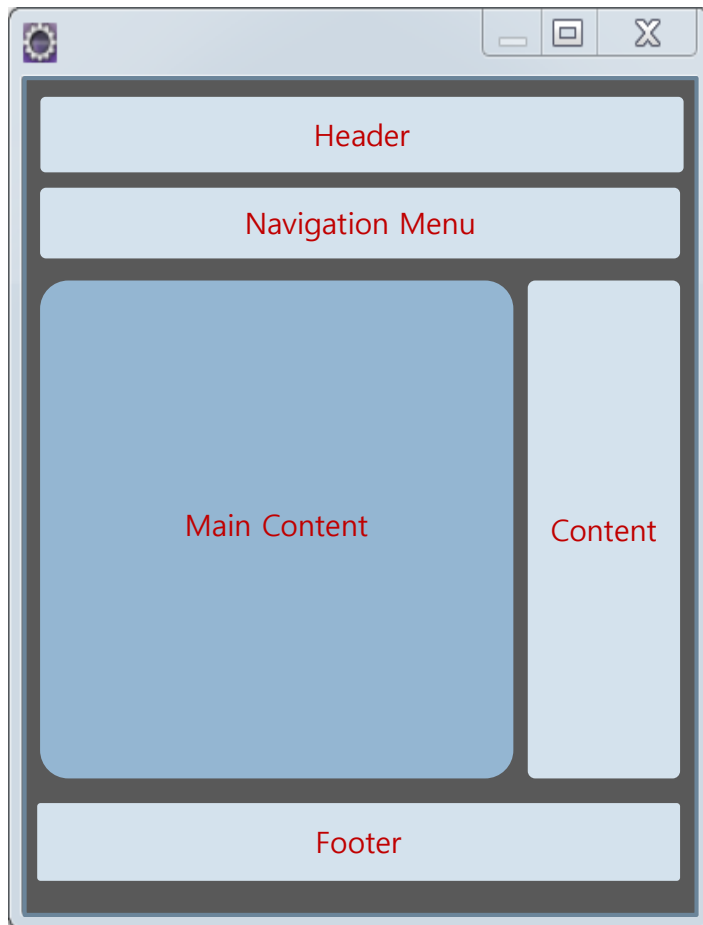 Header
Navigation Menu
Main Content
Content
Footer